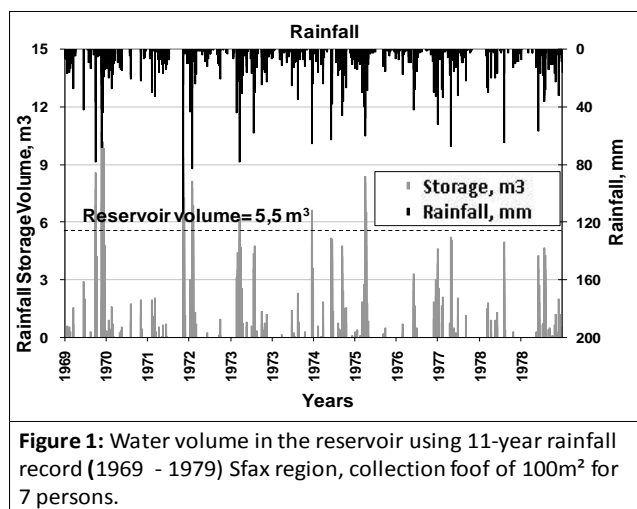 Rainfall
15
12
9
6
3
0
Rainfall Storage Volume, m3
0
40
80
120
160
200
Rainfall, mm
Storage, m3
Rainfall, mm
Reservoir volume= 5,5 m³
1969
1970
1971
1972
1973
1973
1974
1975
1976
1977
1978
1978
Years
Figure 1: Water volume in the reservoir using 11-year rainfall
record (1969 - 1979) Sfax region, collection foof of 100m² for
7 persons.